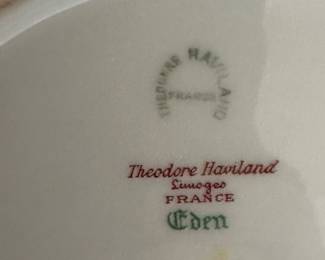 THEODORE HAVILAND
FRANCE
Theodore Haviland
Limoges
FRANCE
Eden